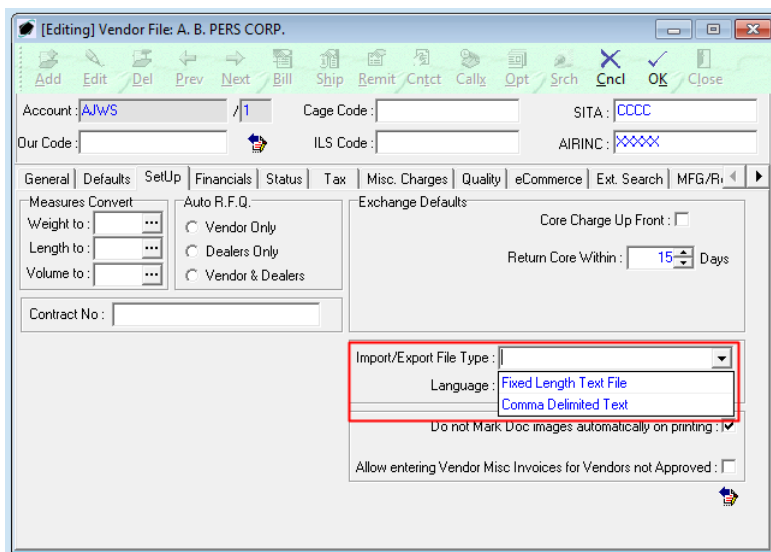 [Editing] Vendor File: A. B. PERS CORP.
Add Edit Del Prev Next Bill Ship Remit Cntct Callx Opt Srch Cncl OK Close
Account : AJWS / 1 Cage Code : SITA : CCCC
Our Code : ILS Code : AIRINC : XXXXX
General Defaults SetUp Financials Status Tax Misc. Charges Quality eCommerce Ext. Search MFG/R
Measures Convert Auto R.F.Q. Exchange Defaults
Weight to : ... Vendor Only Core Charge Up Front :
Length to : ... Dealers Only Return Core Within : 15 Days
Volume to : ... Vendor & Dealers
Contract No :
Import/Export File Type :
Language : Fixed Length Text File
Comma Delimited Text
Do not Mark Doc images automatically on printing :
Allow entering Vendor Misc Invoices for Vendors not Approved :